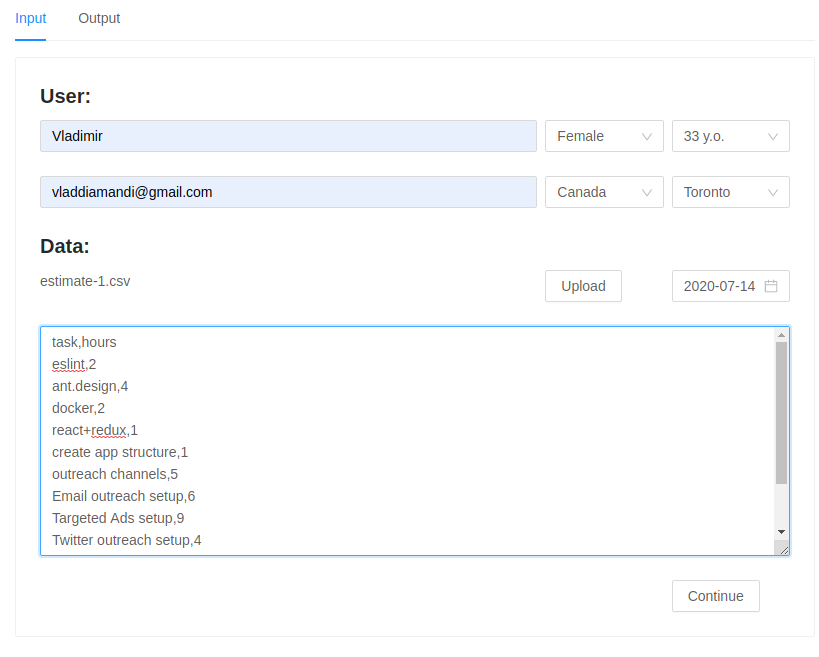 Input Output
User:
Vladimir Female 33 y.o.
vladdiamandi@gmail.com Canada Toronto
Data:
estimate-1.csv Upload 2020-07-14
task,hours
eslint,2
ant.design,4
docker,2
react+redux,1
create app structure,1
outreach channels,5
Email outreach setup,6
Targeted Ads setup,9
Twitter outreach setup,4
Continue